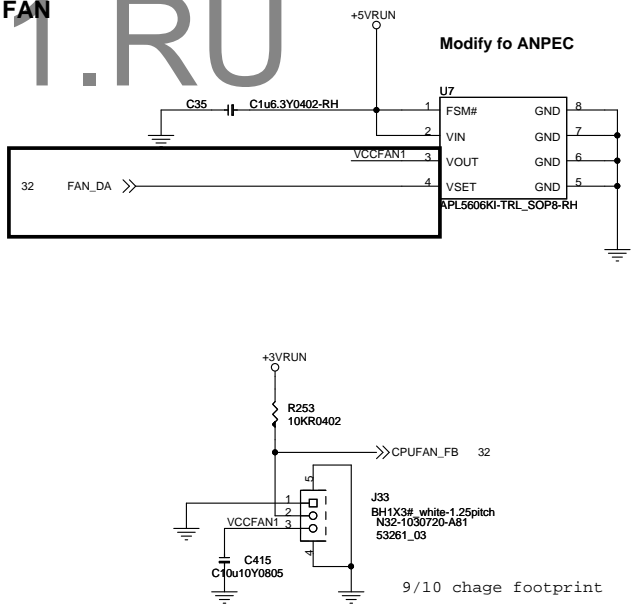 FAN
1.RU
+5VRUN
Modify fo ANPEC
U7
C35 C1u6.3Y0402-RH
1 FSM# GND 8
2 VIN GND 7
VCCFAN1 3 VOUT GND 6
32 FAN_DA 4 VSET GND 5
APL5606KI-TRL_SOP8-RH
+3VRUN
R253
10KR0402
CPUFAN_FB 32
5
J33
1
BH1X3#_white-1.25pitch
2
N32-1030720-A81
VCCFAN1 3
53261_03
4
C415
C10u10Y0805
9/10 chage footprint